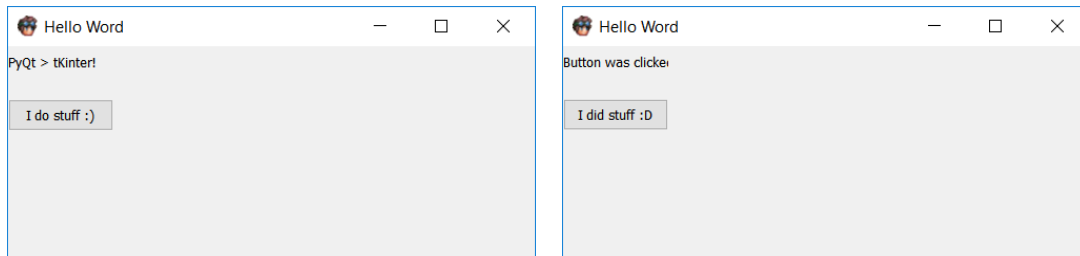 Hello Word
PyQt > tKinter!
I do stuff :)
Hello Word
Button was clicke
I did stuff :D